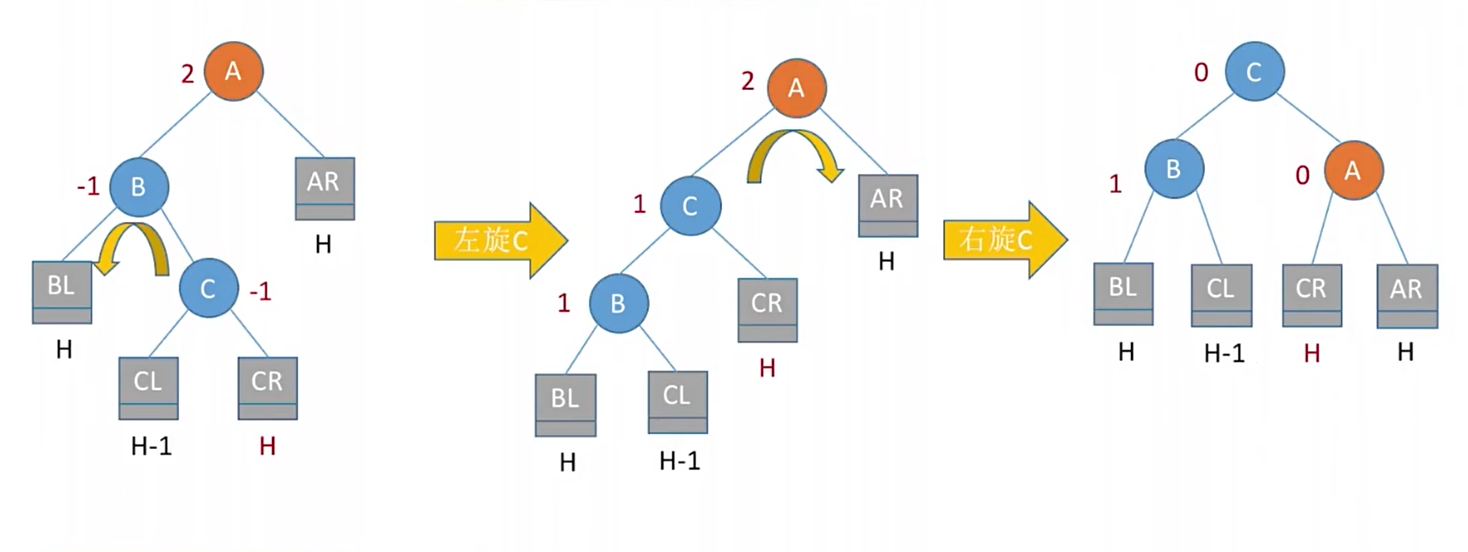 2 A
-1 B
AR
H
BL
H
C -1
CL
H-1
CR
H
左旋C
2 A
1 C
AR
H
1 B
CR
H
BL
H
CL
H-1
右旋C
0 C
1 B
0 A
BL CL CR AR
H H-1 H H